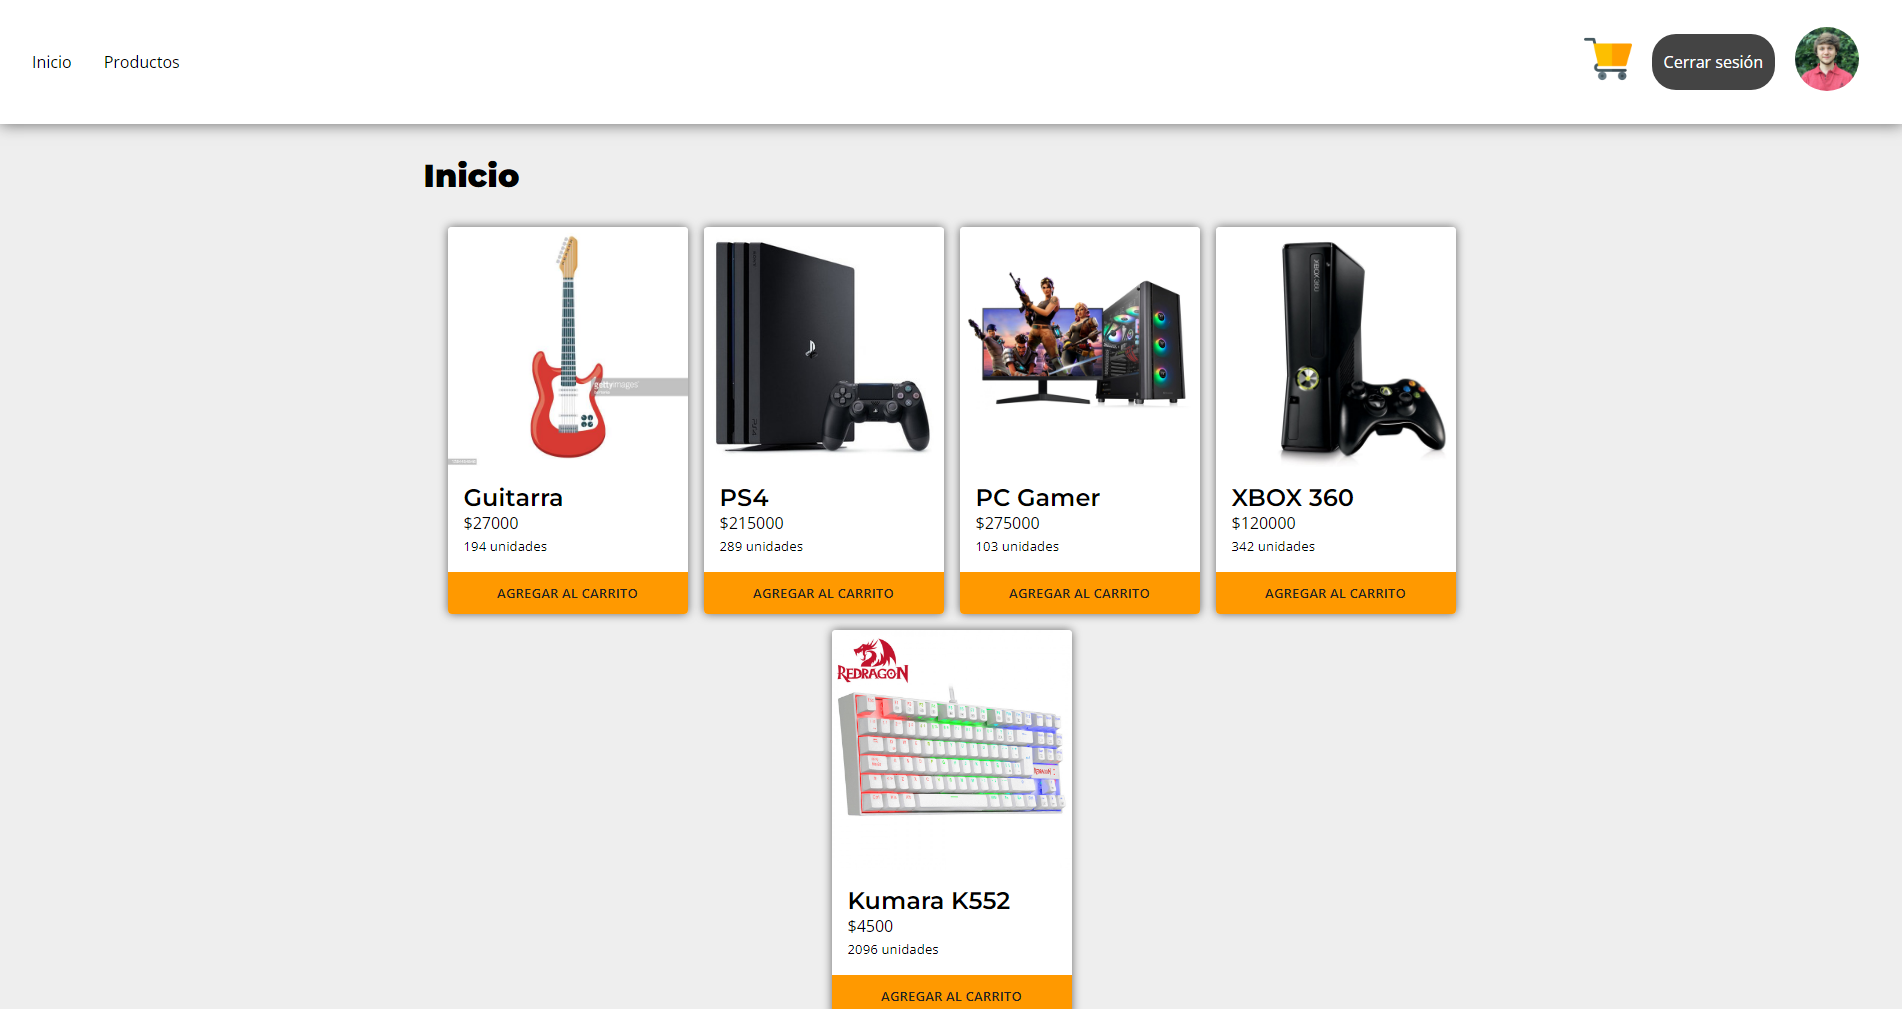 Inicio
Productos
Cerrar sesión
Inicio
gettyimages
Guitarra
$27000
194 unidades
AGREGAR AL CARRITO
PS4
$215000
289 unidades
AGREGAR AL CARRITO
PC Gamer
$275000
103 unidades
AGREGAR AL CARRITO
XBOX 360
XBOX 360
$120000
342 unidades
AGREGAR AL CARRITO
REDRAGON
Kumara K552
$4500
2096 unidades
AGREGAR AL CARRITO